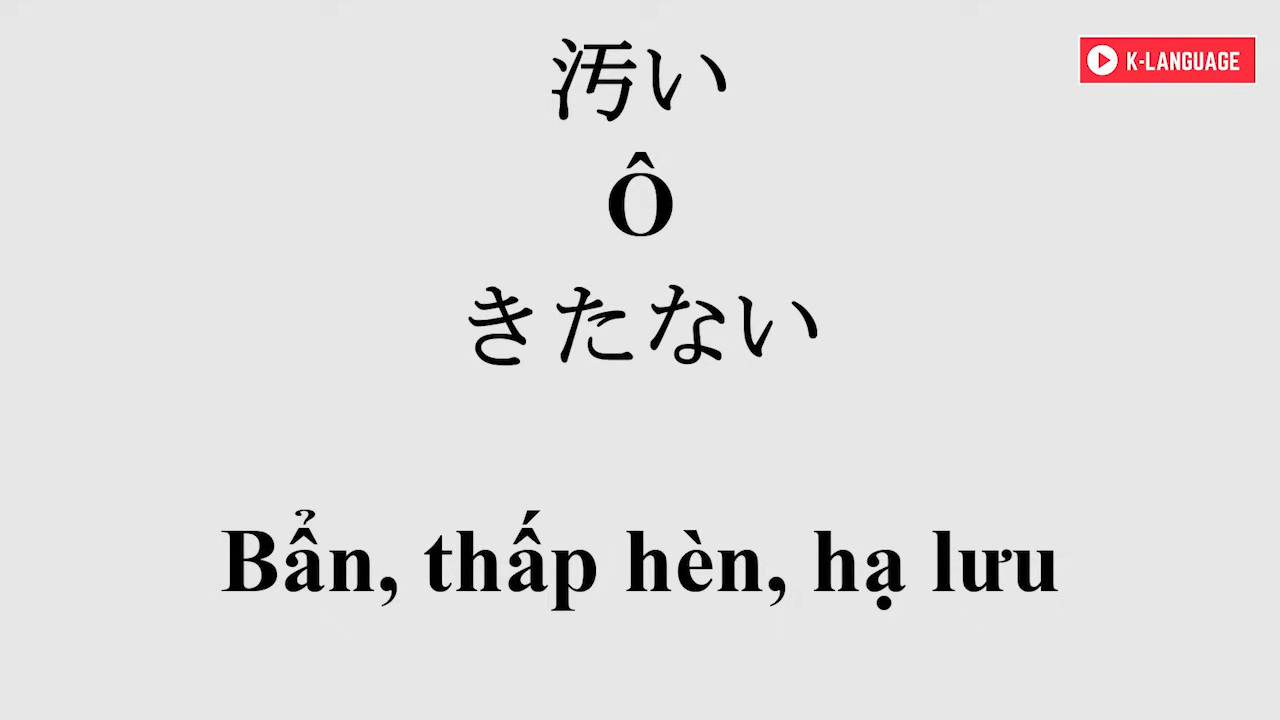 汚い
K-LANGUAGE
Ô
きたない
Bẩn, thấp hèn, hạ lưu